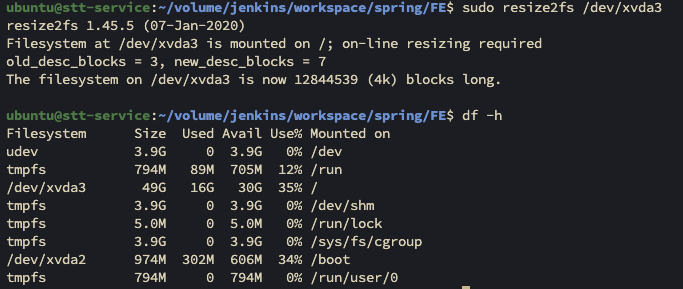 ubuntu@stt-service:~/volume/jenkins/workspace/spring/FE$ sudo resize2fs /dev/xvda3
resize2fs 1.45.5 (07-Jan-2020)
Filesystem at /dev/xvda3 is mounted on /; on-line resizing required
old_desc_blocks = 3, new_desc_blocks = 7
The filesystem on /dev/xvda3 is now 12844539 (4k) blocks long.

ubuntu@stt-service:~/volume/jenkins/workspace/spring/FE$ df -h
Filesystem      Size  Used Avail Use% Mounted on
udev            3.9G     0  3.9G   0% /dev
tmpfs           794M   89M  705M  12% /run
/dev/xvda3       49G   16G   30G  35% /
tmpfs           3.9G     0  3.9G   0% /dev/shm
tmpfs           5.0M     0  5.0M   0% /run/lock
tmpfs           3.9G     0  3.9G   0% /sys/fs/cgroup
/dev/xvda2      974M  302M  606M  34% /boot
tmpfs           794M     0  794M   0% /run/user/0